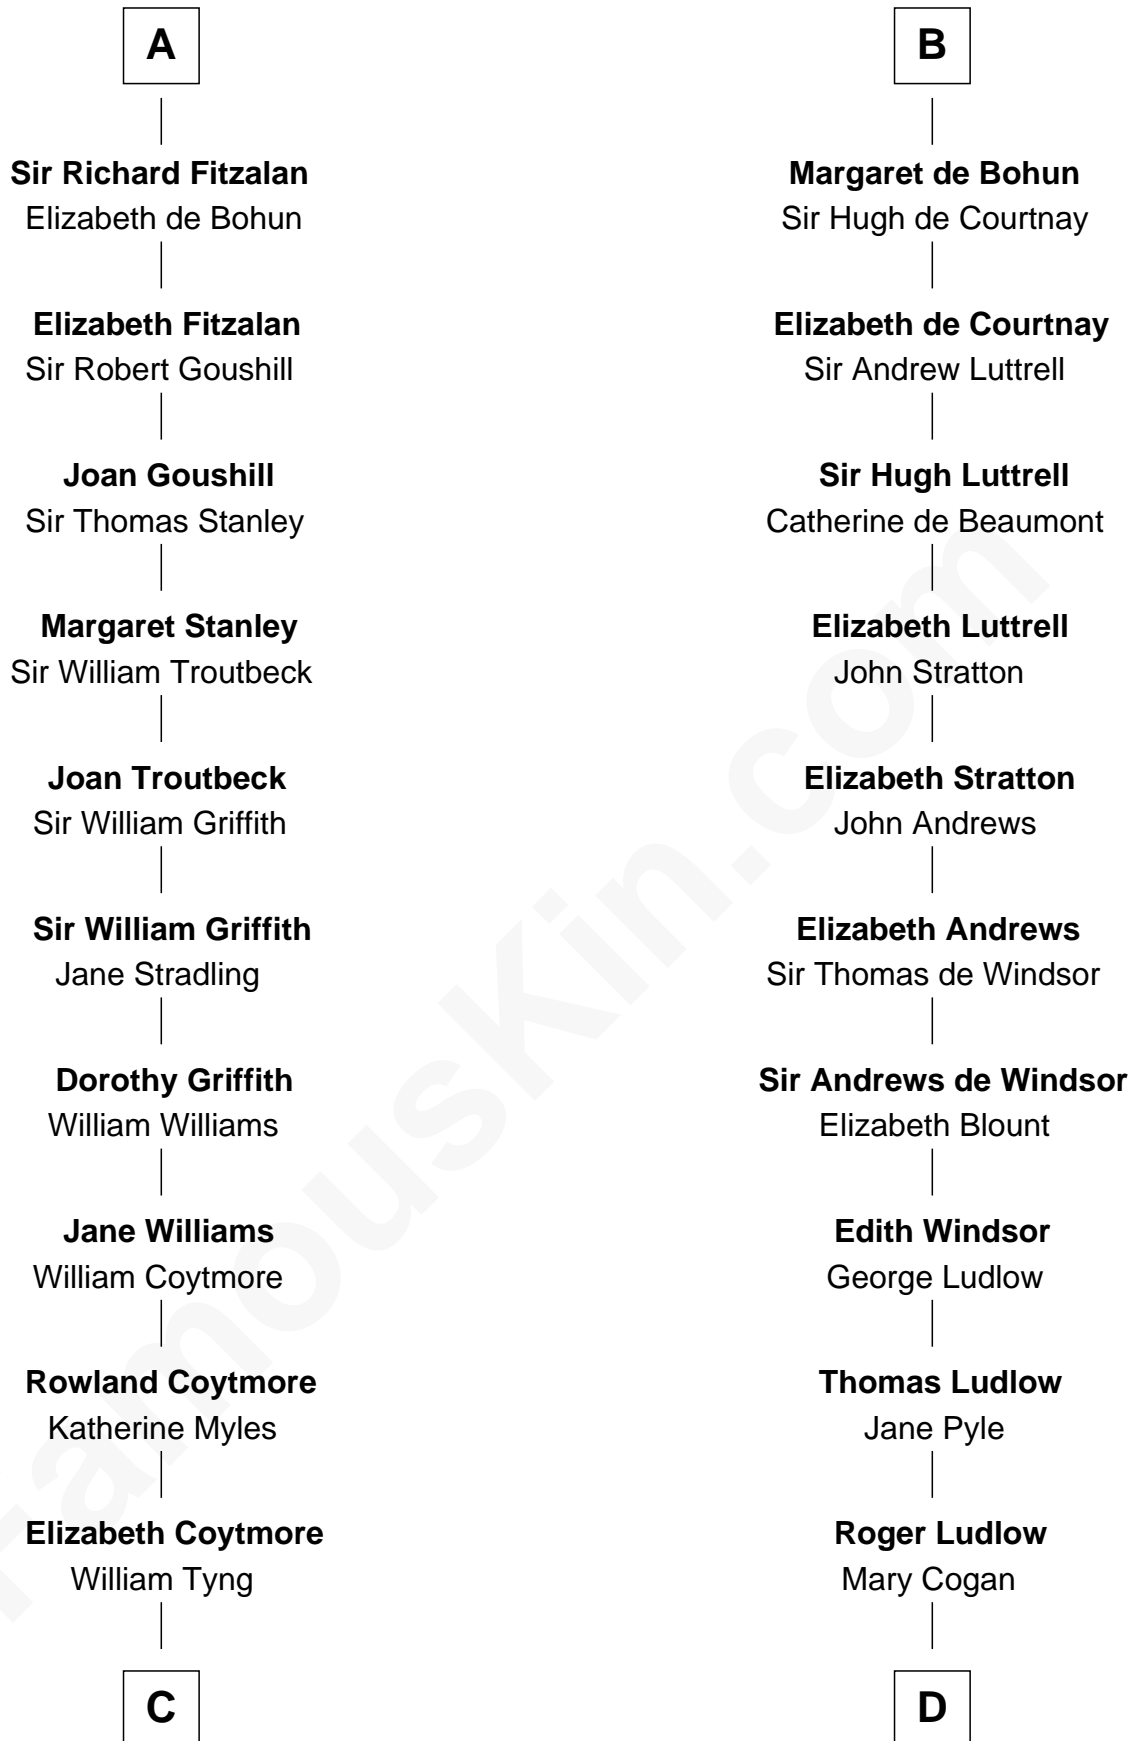 A
Sir Richard Fitzalan
Elizabeth de Bohun
Elizabeth Fitzalan
Sir Robert Goushill
Joan Goushill
Sir Thomas Stanley
Margaret Stanley
Sir William Troutbeck
Joan Troutbeck
Sir William Griffith
Sir William Griffith
Jane Stradling
Dorothy Griffith
William Williams
Jane Williams
William Coytmore
Rowland Coytmore
Katherine Myles
Elizabeth Coytmore
William Tyng
C
B
Margaret de Bohun
Sir Hugh de Courtnay
Elizabeth de Courtnay
Sir Andrew Luttrell
Sir Hugh Luttrell
Catherine de Beaumont
Elizabeth Luttrell
John Stratton
Elizabeth Stratton
John Andrews
Elizabeth Andrews
Sir Thomas de Windsor
Sir Andrews de Windsor
Elizabeth Blount
Edith Windsor
George Ludlow
Thomas Ludlow
Jane Pyle
Roger Ludlow
Mary Cogan
D
FamousKin.com